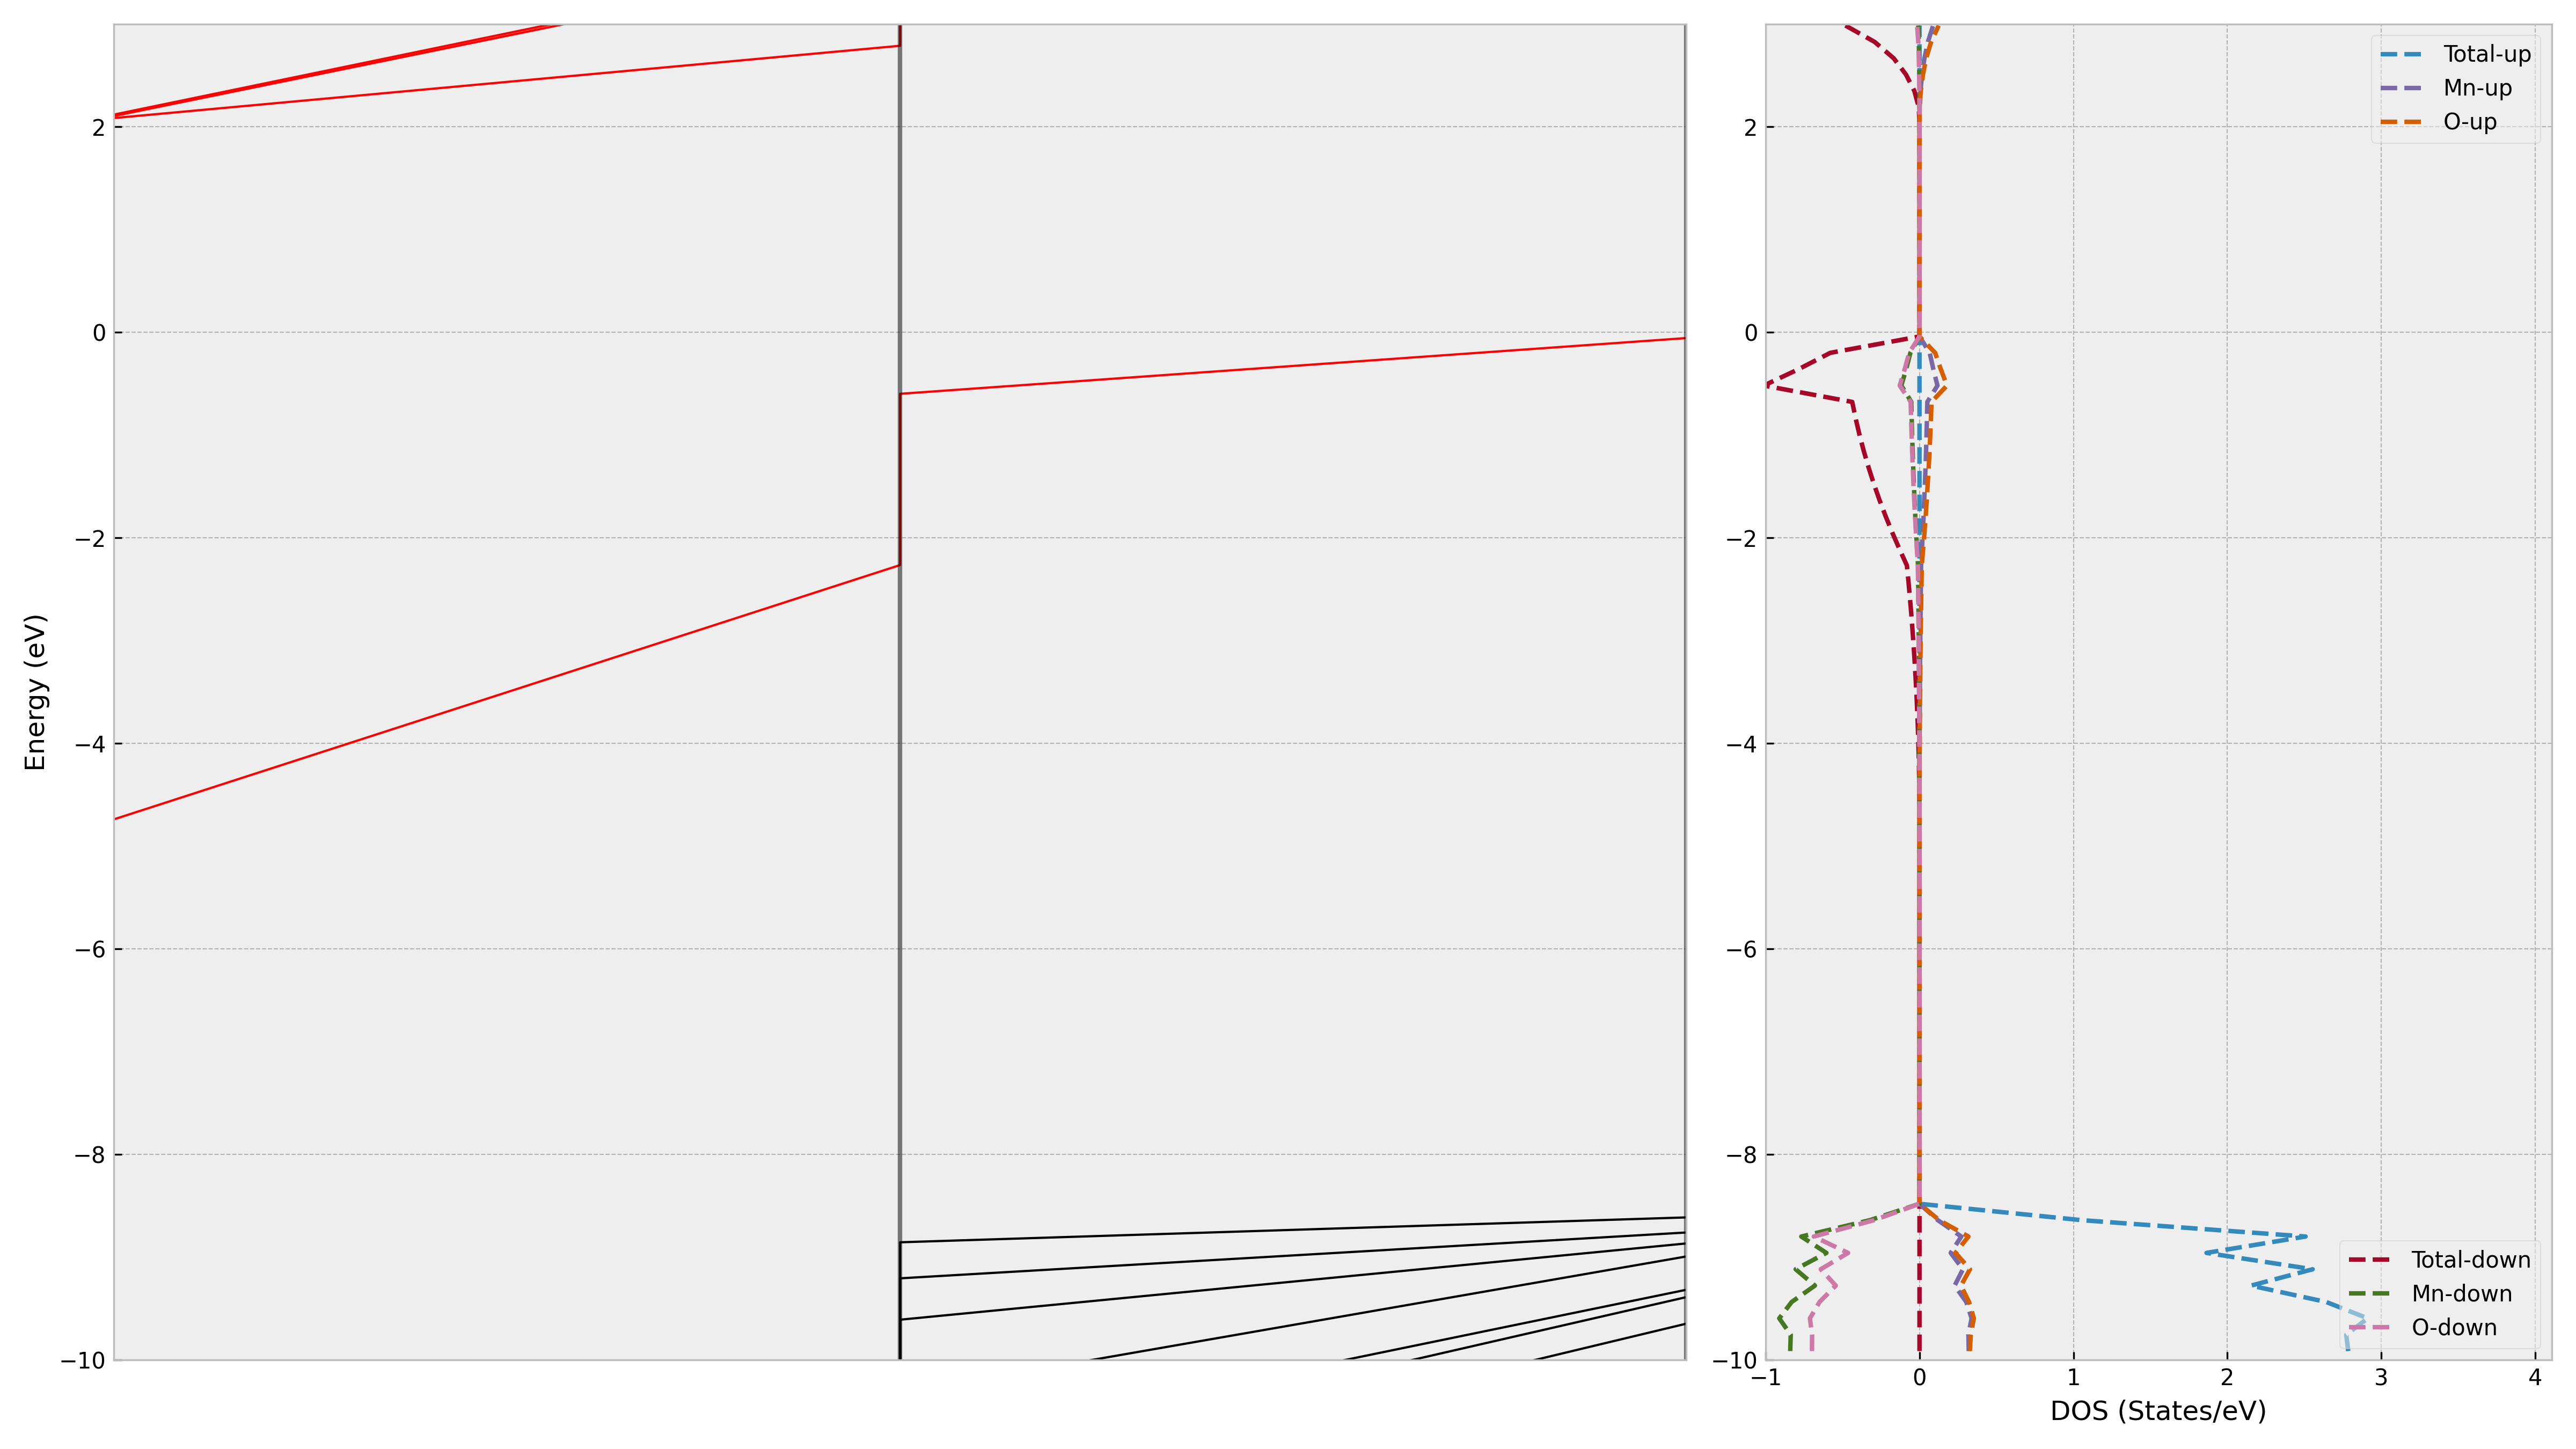 Energy (eV)
2
0
−2
−4
−6
−8
−10
2
0
−2
−4
−6
−8
−10
Total-up
Mn-up
O-up
Total-down
Mn-down
O-down
−1
0
1
2
3
4
DOS (States/eV)